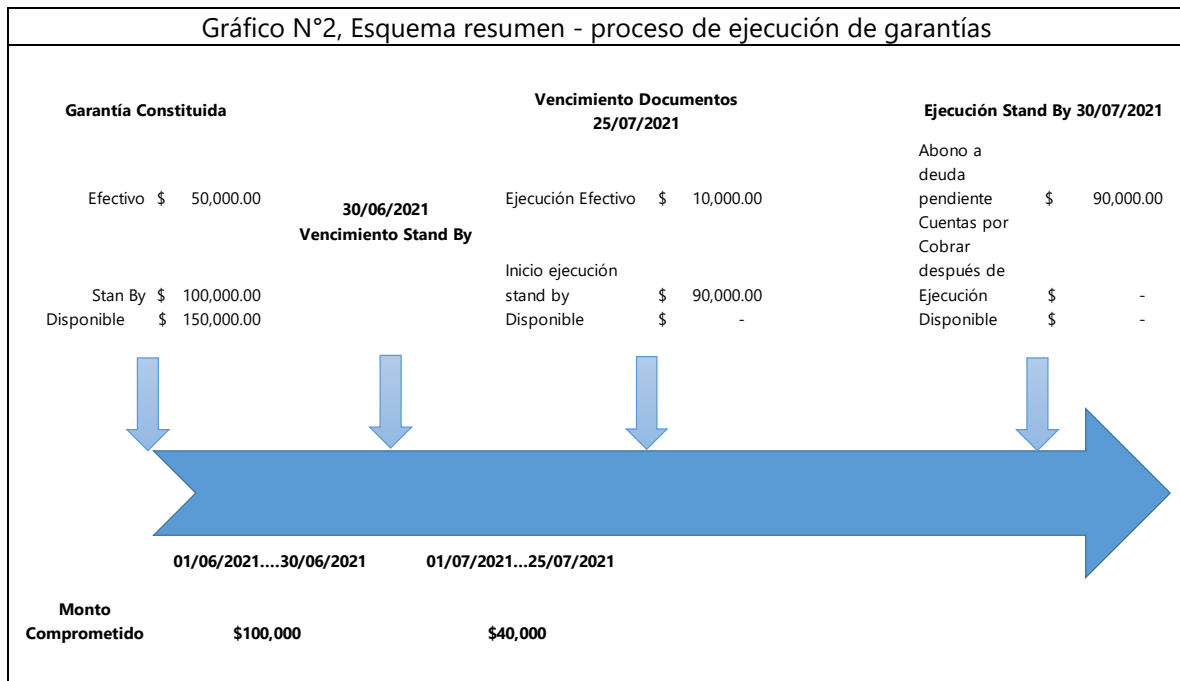 Gráfico N°2, Esquema resumen - proceso de ejecución de garantías
Garantía Constituida
Efectivo $ 50,000.00
Stan By $ 100,000.00
Disponible $ 150,000.00
30/06/2021
Vencimiento Stand By
Vencimiento Documentos
25/07/2021
Ejecución Efectivo $ 10,000.00
Inicio ejecución
stand by $ 90,000.00
Disponible $ -
Ejecución Stand By 30/07/2021
Abono a
deuda
pendiente $ 90,000.00
Cuentas por
Cobrar
después de
Ejecución $ -
Disponible $ -
01/06/2021....30/06/2021 01/07/2021...25/07/2021
Monto
Comprometido $100,000 $40,000